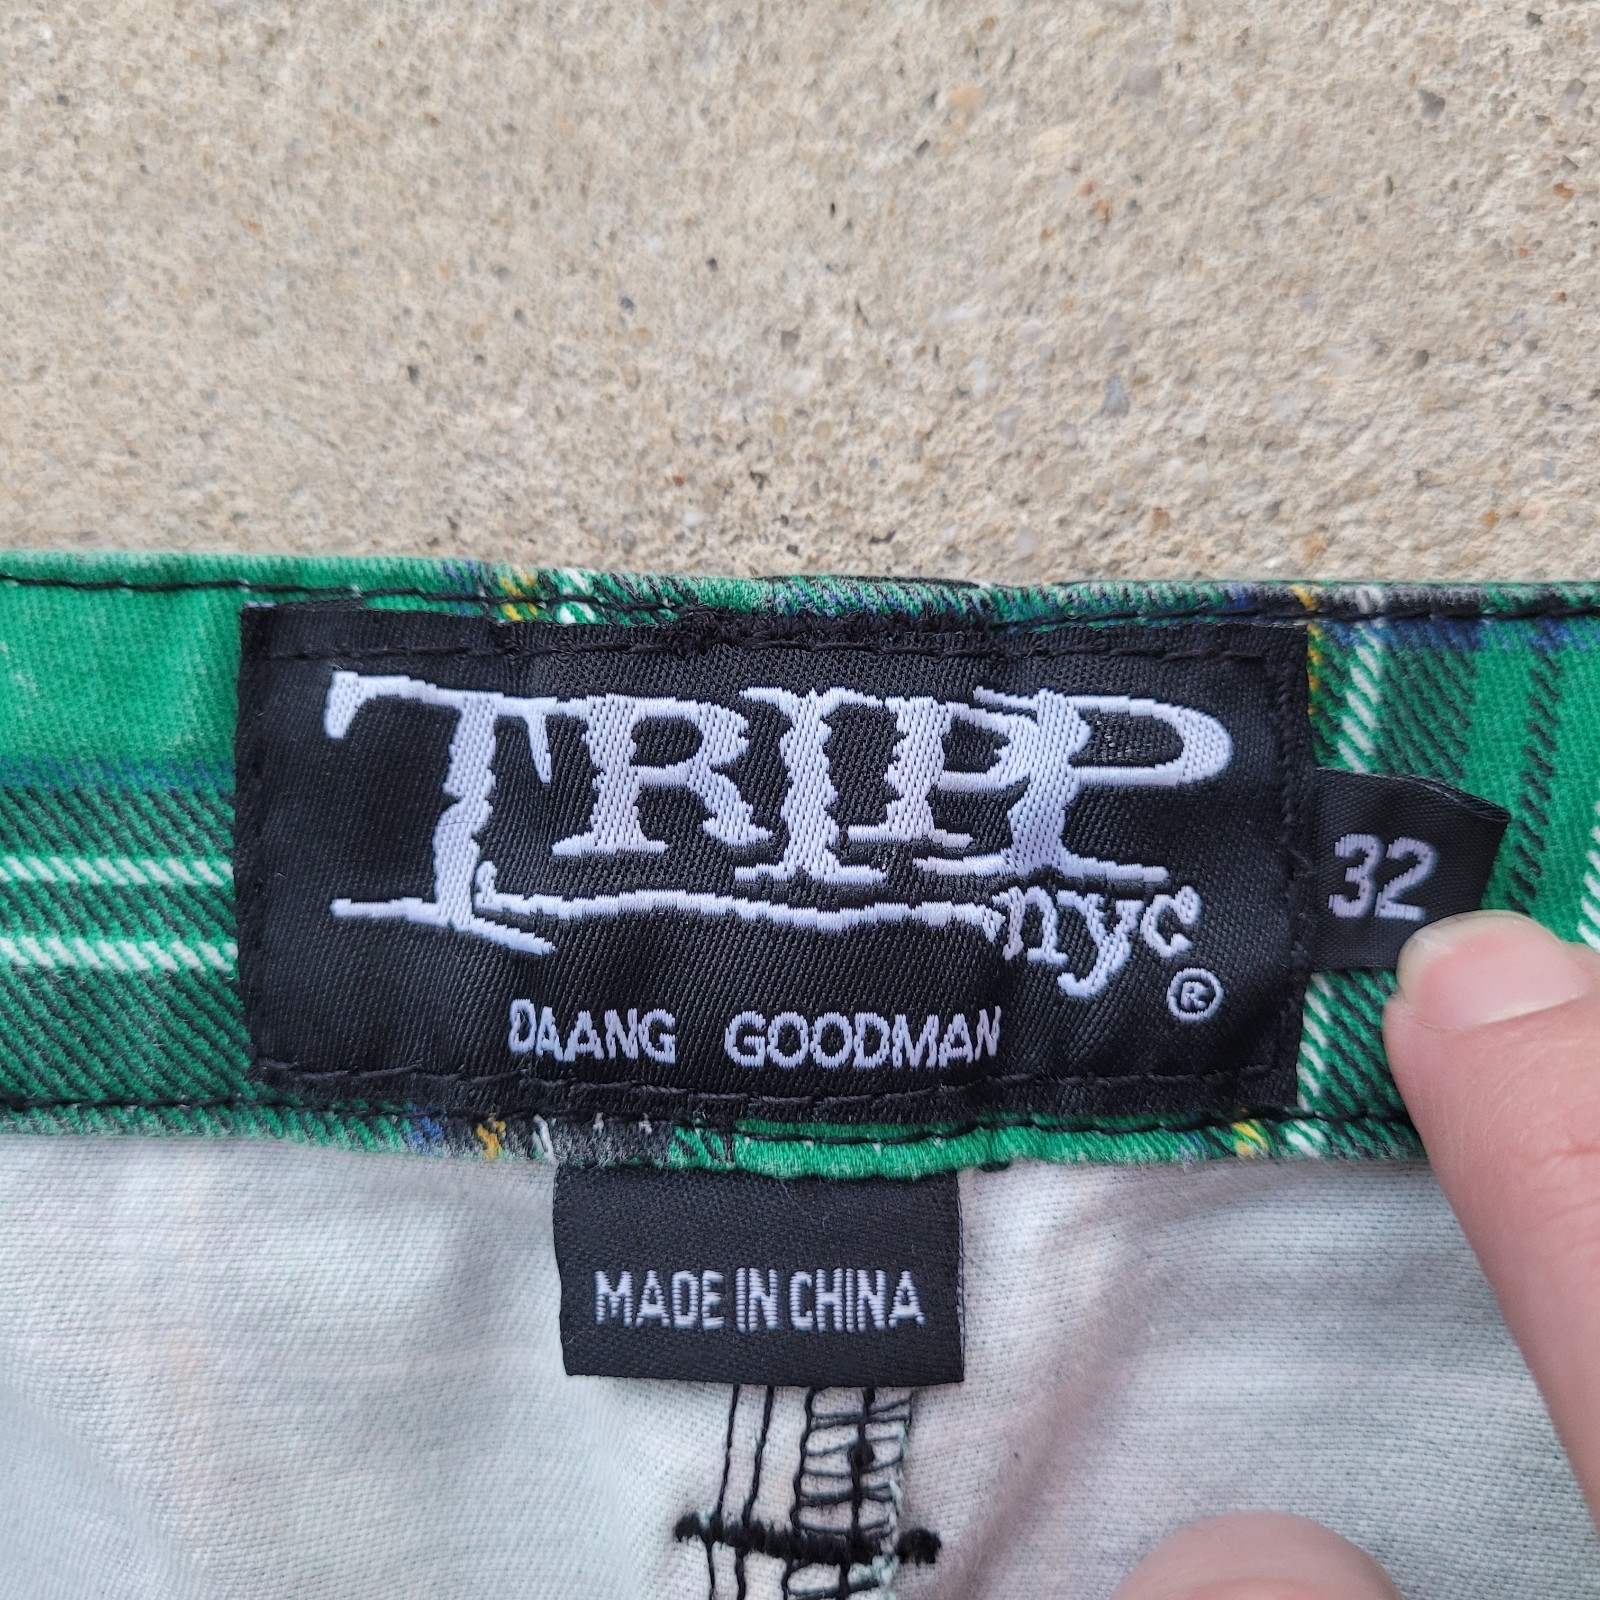 TRIPP
nyc ®
DAANG GOODMAN
32
MADE IN CHINA